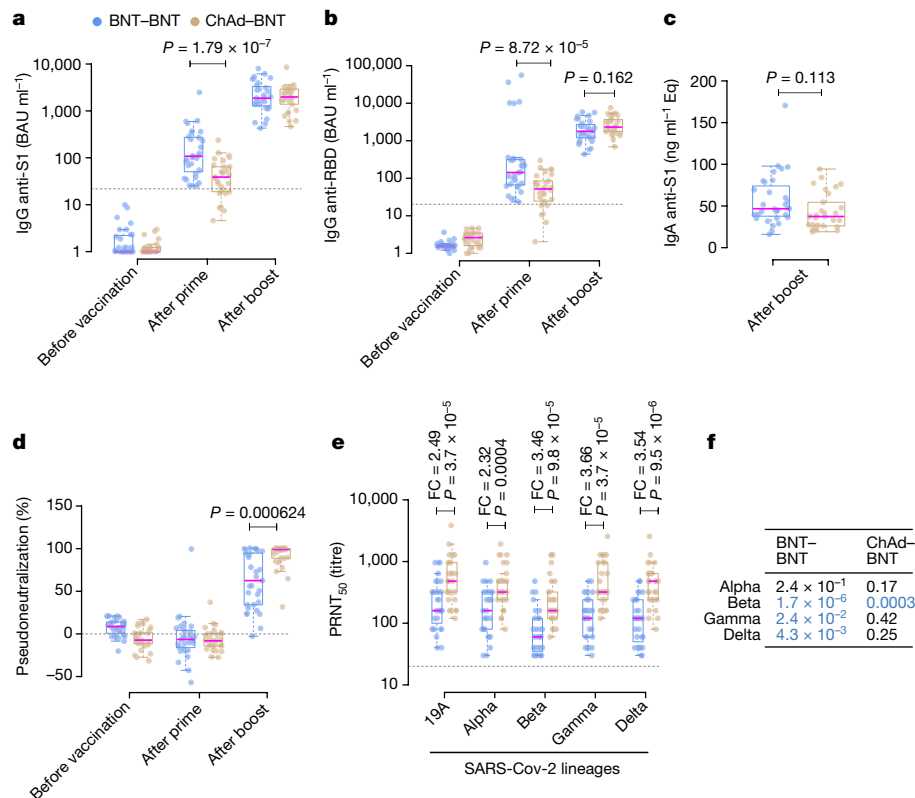 a
BNT–BNT ChAd–BNT
P = 1.79 × 10⁻⁷
IgG anti-S1 (BAU ml⁻¹)
10,000
1,000
100
10
1
Before vaccination
After prime
After boost
b
P = 8.72 × 10⁻⁵
P = 0.162
IgG anti-RBD (BAU ml⁻¹)
100,000
10,000
1,000
100
10
1
Before vaccination
After prime
After boost
c
P = 0.113
IgA anti-S1 (ng ml⁻¹ Eq)
200
150
100
50
0
After boost
d
P = 0.000624
Pseudoneutralization (%)
150
100
50
0
−50
Before vaccination
After prime
After boost
e
FC = 2.49
P = 3.7 × 10⁻⁵
FC = 2.32
P = 0.0004
FC = 3.46
P = 9.8 × 10⁻⁵
FC = 3.66
P = 3.7 × 10⁻⁵
FC = 3.54
P = 9.5 × 10⁻⁶
PRNT₅₀ (titre)
10,000
1,000
100
10
19A
Alpha
Beta
Gamma
Delta
SARS-Cov-2 lineages
f
BNT– ChAd–
BNT BNT
Alpha 2.4 × 10⁻¹ 0.17
Beta 1.7 × 10⁻⁶ 0.0003
Gamma 2.4 × 10⁻² 0.42
Delta 4.3 × 10⁻³ 0.25